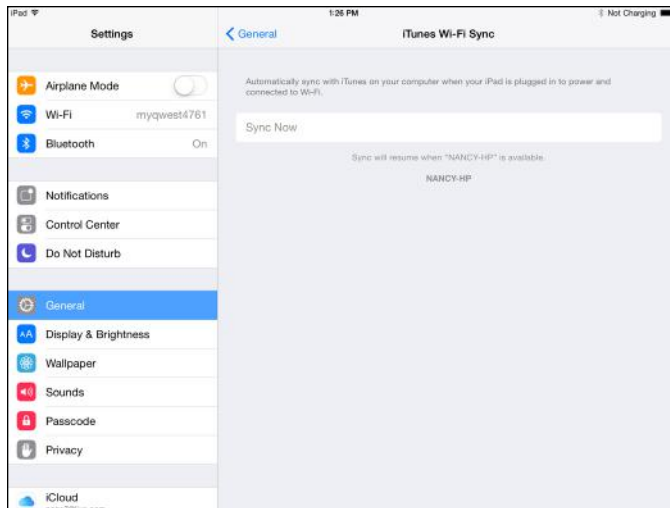 iPad
1:26 PM
Not Charging
Settings
General
iTunes Wi-Fi Sync
Airplane Mode
Wi-Fi
myqwest4761
Bluetooth
On
Notifications
Control Center
Do Not Disturb
General
AA
Display & Brightness
Wallpaper
Sounds
Passcode
Privacy
iCloud
Automatically sync with iTunes on your computer when your iPad is plugged in to power and
connected to Wi-Fi.
Sync Now
Sync will resume when "NANCY-HP" is available.
NANCY-HP